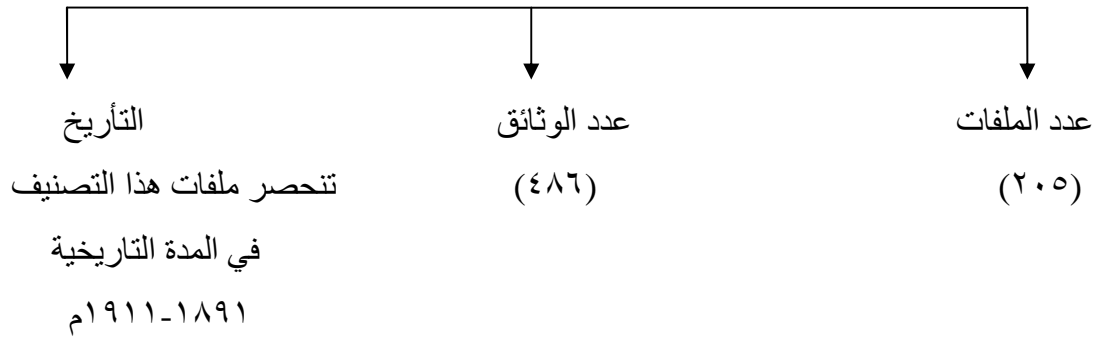 عدد الملفات
(٢٠٥)
عدد الوثائق
(٤٨٦)
التأريخ
تنحصر ملفات هذا التصنيف
في المدة التاريخية
١٨٩١-١٩١١م